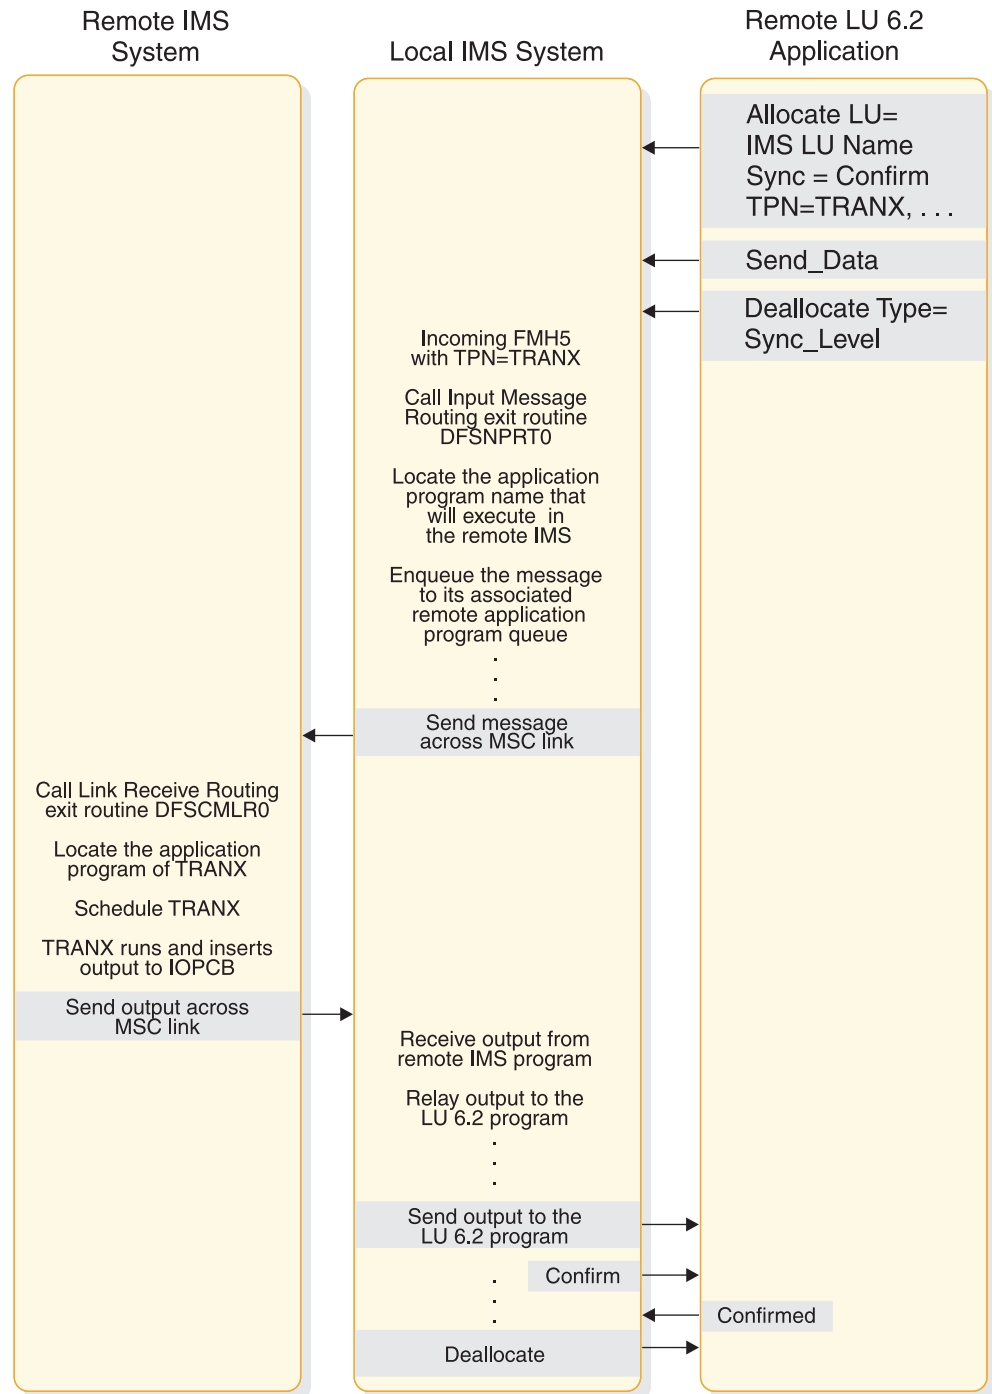 Remote IMS
System
Local IMS System
Remote LU 6.2
Application
Allocate LU=
IMS LU Name
Sync = Confirm
TPN=TRANX, . . .
Send_Data
Deallocate Type=
Sync_Level
Incoming FMH5
with TPN=TRANX
Call Input Message
Routing exit routine
DFSNPRT0
Locate the application
program name that
will execute in
the remote IMS
Enqueue the message
to its associated
remote application
program queue
.
.
.
Send message
across MSC link
Call Link Receive Routing
exit routine DFSCMLR0
Locate the application
program of TRANX
Schedule TRANX
TRANX runs and inserts
output to IOPCB
Send output across
MSC link
Receive output from
remote IMS program
Relay output to the
LU 6.2 program
.
.
.
Send output to the
LU 6.2 program
Confirm
.
.
.
Confirmed
Deallocate